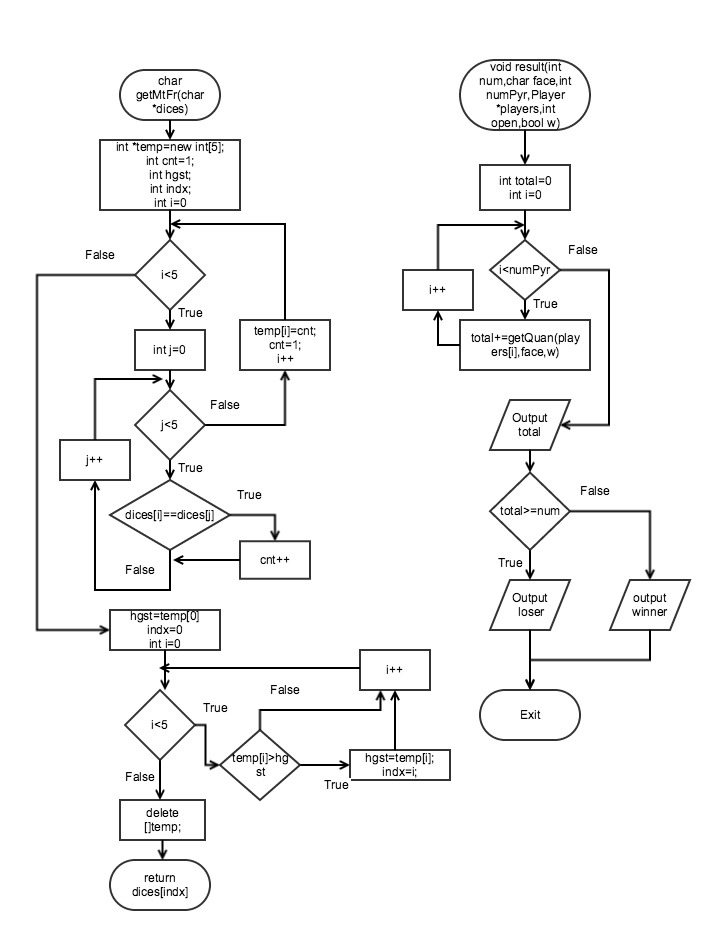 char
getMtFr(char
*dices)
int *temp=new int[5];
int cnt=1;
int hgst;
int indx;
int i=0
False
i<5
True
int j=0
temp[i]=cnt;
cnt=1;
i++
j<5
False
j++
True
dices[i]==dices[j]
True
cnt++
False
hgst=temp[0]
indx=0
int i=0
i++
i<5
True
False
temp[i]>hg
st
True
hgst=temp[i];
indx=i;
False
delete
[]temp;
return
dices[indx]
void result(int
num,char face,int
numPyr,Player
*players,int
open,bool w)
int total=0
int i=0
i<numPyr
False
i++
True
total+=getQuan(play
ers[i],face,w)
Output
total
total>=num
False
True
Output
loser
output
winner
Exit